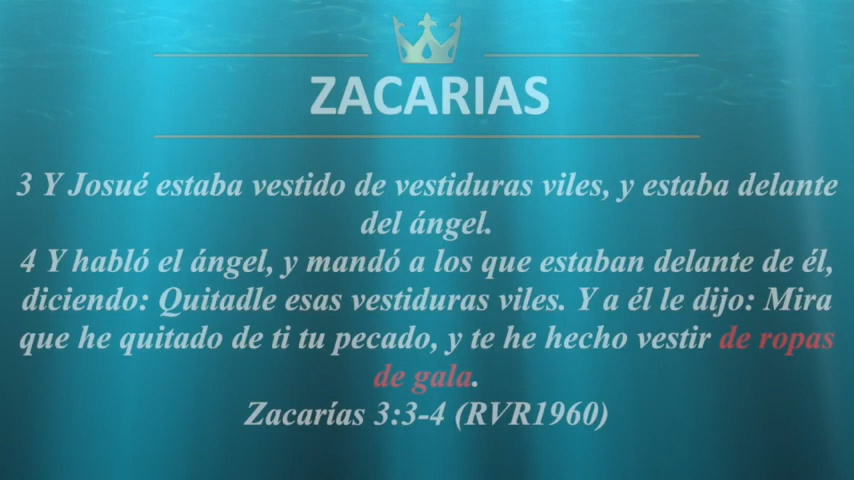 ZACARIAS
3 Y Josué estaba vestido de vestiduras viles, y estaba delante
del ángel.
4 Y habló el ángel, y mandó a los que estaban delante de él,
diciendo: Quitadle esas vestiduras viles. Y a él le dijo: Mira
que he quitado de ti tu pecado, y te he hecho vestir de ropas
de gala.
Zacarías 3:3-4 (RVR1960)